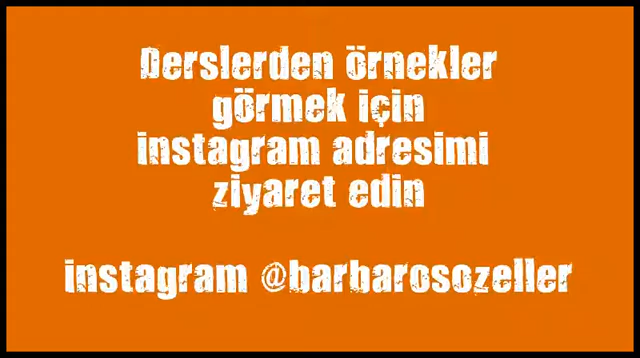 Derslerden örnekler
görmek için
instagram adresimi
ziyaret edin
instagram @barbarosozeller